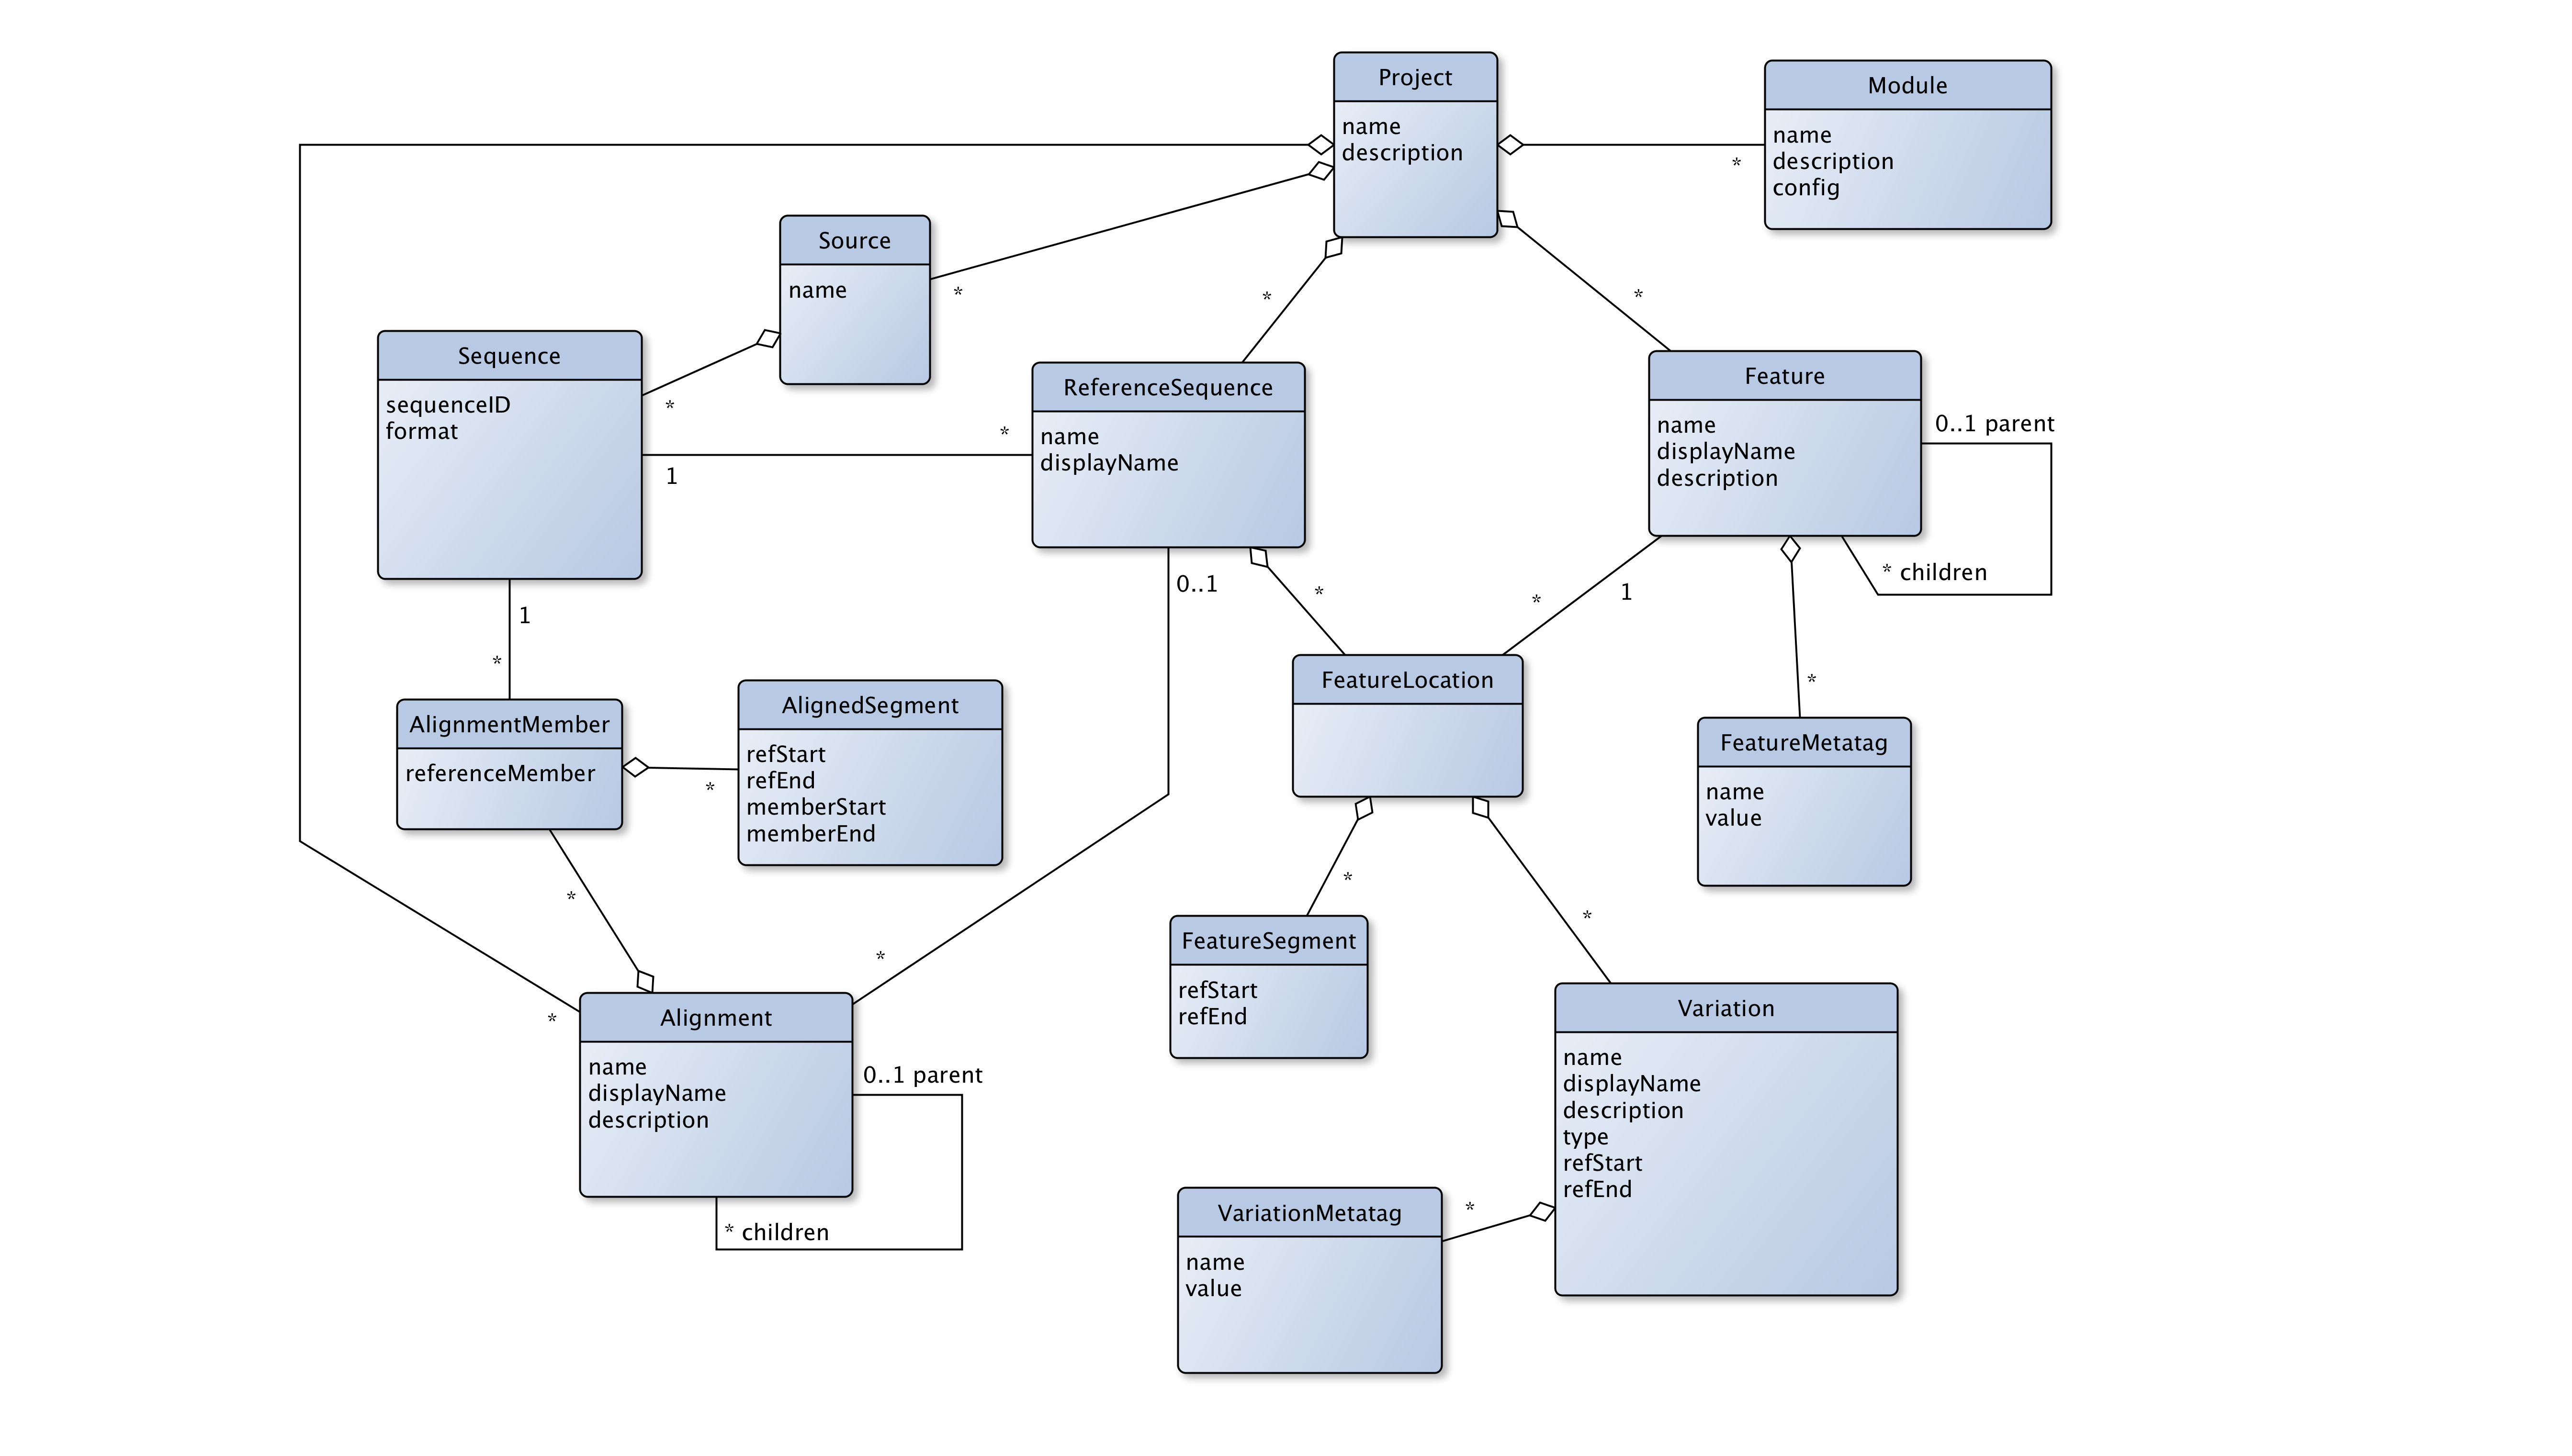 Project
name
description
*
Module
name
description
config
*
Source
name
*
*
Sequence
sequenceID
format
*
1
*
ReferenceSequence
name
displayName
*
Feature
name
displayName
description
0..1 parent
* children
1
*
0..1
*
*
1
*
AlignmentMember
referenceMember
*
AlignedSegment
refStart
refEnd
memberStart
memberEnd
FeatureLocation
FeatureMetatag
name
value
*
*
*
*
FeatureSegment
refStart
refEnd
*
Alignment
name
displayName
description
0..1 parent
* children
Variation
name
displayName
description
type
refStart
refEnd
*
VariationMetatag
name
value